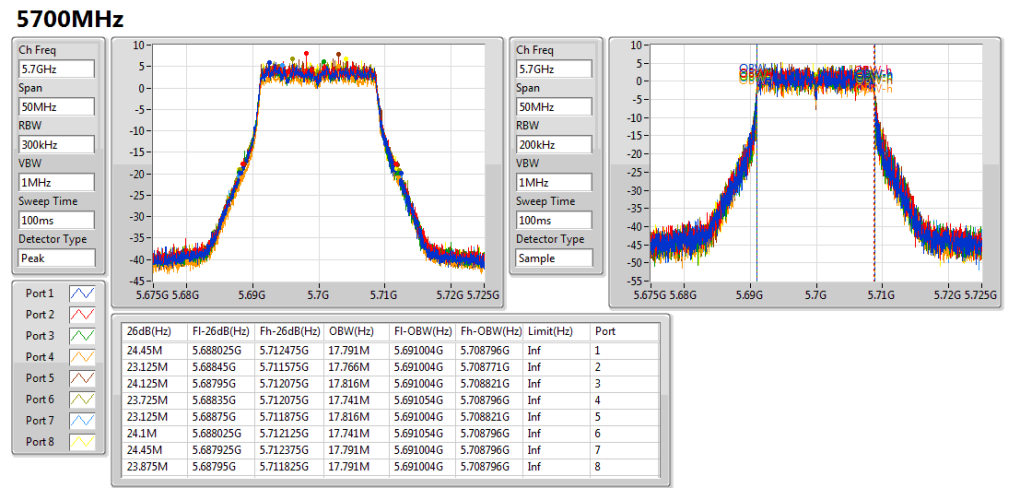 5700MHz
Ch Freq
5.7GHz
Span
50MHz
RBW
300kHz
VBW
1MHz
Sweep Time
100ms
Detector Type
Peak
10
5
0
-5
-10
-15
-20
-25
-30
-35
-40
-45
5.675G 5.68G 5.69G 5.7G 5.71G 5.72G 5.725G
Ch Freq
5.7GHz
Span
50MHz
RBW
200kHz
VBW
1MHz
Sweep Time
100ms
Detector Type
Sample
10
5
0
-5
-10
-15
-20
-25
-30
-35
-40
-45
-50
-55
5.675G 5.68G 5.69G 5.7G 5.71G 5.72G 5.725G
Port 1
Port 2
Port 3
Port 4
Port 5
Port 6
Port 7
Port 8
26dB(Hz) Fl-26dB(Hz) Fh-26dB(Hz) OBW(Hz) Fl-OBW(Hz) Fh-OBW(Hz) Limit(Hz) Port
24.45M 5.688025G 5.712475G 17.791M 5.691004G 5.708796G Inf 1
23.125M 5.68845G 5.711575G 17.766M 5.691004G 5.708771G Inf 2
24.125M 5.68795G 5.712075G 17.816M 5.691004G 5.708821G Inf 3
23.725M 5.68835G 5.712075G 17.741M 5.691054G 5.708796G Inf 4
23.125M 5.68875G 5.711875G 17.816M 5.691004G 5.708821G Inf 5
24.1M 5.688025G 5.712125G 17.741M 5.691054G 5.708796G Inf 6
24.45M 5.687925G 5.712375G 17.791M 5.691004G 5.708796G Inf 7
23.875M 5.68795G 5.711825G 17.791M 5.691004G 5.708796G Inf 8